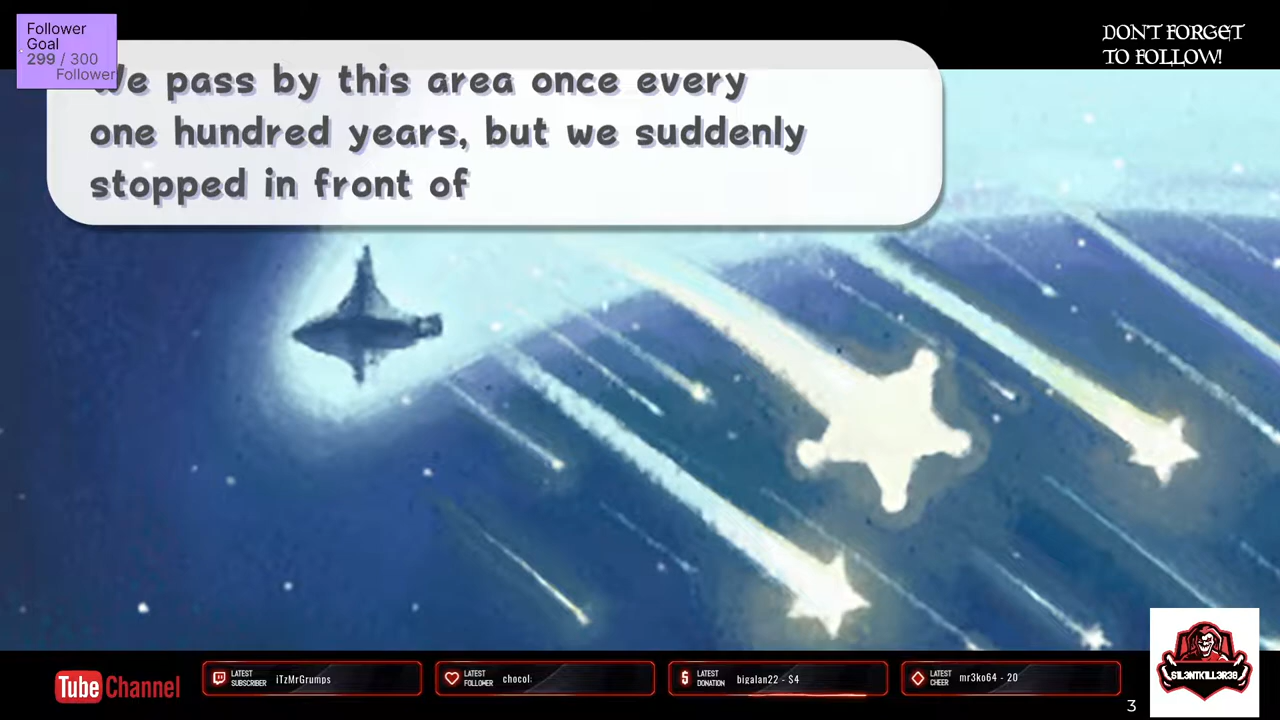 Follower
Goal
299 / 300
Follower
DON'T FORGET
TO FOLLOW!
We pass by this area once every
one hundred years, but we suddenly
stopped in front of
YouTube Channel
LATEST
SUBSCRIBER
iTzMrGrumps
LATEST
FOLLOWER
chocol
LATEST
DONATION
bigalan22 - $4
LATEST
CHEER
mr3ko64 - 20
3
SIL3NTKILL3R38